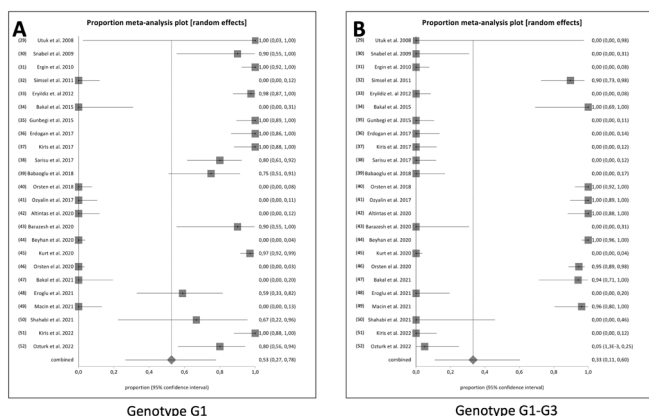 A
Proportion meta-analysis plot [random effects]
(29) Utuk et al. 2008 1,00 (0,03, 1,00)
(30) Snabel et al. 2009 0,90 (0,55, 1,00)
(31) Ergin et al. 2010 1,00 (0,92, 1,00)
(32) Simsel et al. 2011 0,00 (0,00, 0,12)
(33) Eryildiz et al 2012 0,98 (0,87, 1,00)
(34) Bakal et al. 2015 0,00 (0,00, 0,31)
(35) Gunbegi et al. 2015 1,00 (0,89, 1,00)
(36) Erdogan et al. 2017 1,00 (0,86, 1,00)
(37) Kiris et al. 2017 1,00 (0,88, 1,00)
(38) Sarisu et al. 2017 0,80 (0,61, 0,92)
(39) Babaoglu et al. 2018 0,75 (0,51, 0,91)
(40) Orsten et al. 2018 0,00 (0,00, 0,08)
(41) Ozyalin et al. 2017 0,00 (0,00, 0,11)
(42) Altintas et al. 2020 0,00 (0,00, 0,12)
(43) Barazesh et al. 2020 0,90 (0,55, 1,00)
(44) Beyhan et al. 2020 0,00 (0,00, 0,04)
(45) Kurt et al. 2020 0,97 (0,92, 0,99)
(46) Orsten el al. 2020 0,00 (0,00, 0,03)
(47) Bakal et al. 2021 0,00 (0,00, 0,20)
(48) Eroglu et al. 2021 0,59 (0,33, 0,82)
(49) Macin et al. 2021 0,00 (0,00, 0,13)
(50) Shahabi et al. 2021 0,67 (0,22, 0,96)
(51) Kiris et al. 2022 1,00 (0,88, 1,00)
(52) Ozturk et al. 2022 0,80 (0,56, 0,94)
combined 0,53 (0,27, 0,78)
0,0 0,2 0,4 0,6 0,8 1,0
proportion (95% confidence interval)
Genotype G1
B
Proportion meta-analysis plot [random effects]
(29) Utuk et al. 2008 0,00 (0,00, 0,98)
(30) Snabel et al. 2009 0,00 (0,00, 0,31)
(31) Ergin et al. 2010 0,00 (0,00, 0,08)
(32) Simsel et al. 2011 0,90 (0,73, 0,98)
(33) Eryildiz et al 2012 0,00 (0,00, 0,08)
(34) Bakal et al. 2015 1,00 (0,69, 1,00)
(35) Gunbegi et al. 2015 0,00 (0,00, 0,11)
(36) Erdogan et al. 2017 0,00 (0,00, 0,14)
(37) Kiris et al. 2017 0,00 (0,00, 0,12)
(38) Sarisu et al. 2017 0,00 (0,00, 0,12)
(39) Babaoglu et al. 2018 0,00 (0,00, 0,17)
(40) Orsten et al. 2018 1,00 (0,92, 1,00)
(41) Ozyalin et al. 2017 1,00 (0,89, 1,00)
(42) Altintas et al. 2020 1,00 (0,88, 1,00)
(43) Barazesh et al. 2020 0,00 (0,00, 0,31)
(44) Beyhan et al. 2020 1,00 (0,96, 1,00)
(45) Kurt et al. 2020 0,00 (0,00, 0,04)
(46) Orsten el al. 2020 0,95 (0,89, 0,98)
(47) Bakal et al. 2021 0,94 (0,71, 1,00)
(48) Eroglu et al. 2021 0,00 (0,00, 0,20)
(49) Macin et al. 2021 0,96 (0,80, 1,00)
(50) Shahabi et al. 2021 0,00 (0,00, 0,46)
(51) Kiris et al. 2022 0,00 (0,00, 0,12)
(52) Ozturk et al. 2022 0,05 (1,3E-3, 0,25)
combined 0,33 (0,11, 0,60)
0,0 0,2 0,4 0,6 0,8 1,0
proportion (95% confidence interval)
Genotype G1-G3